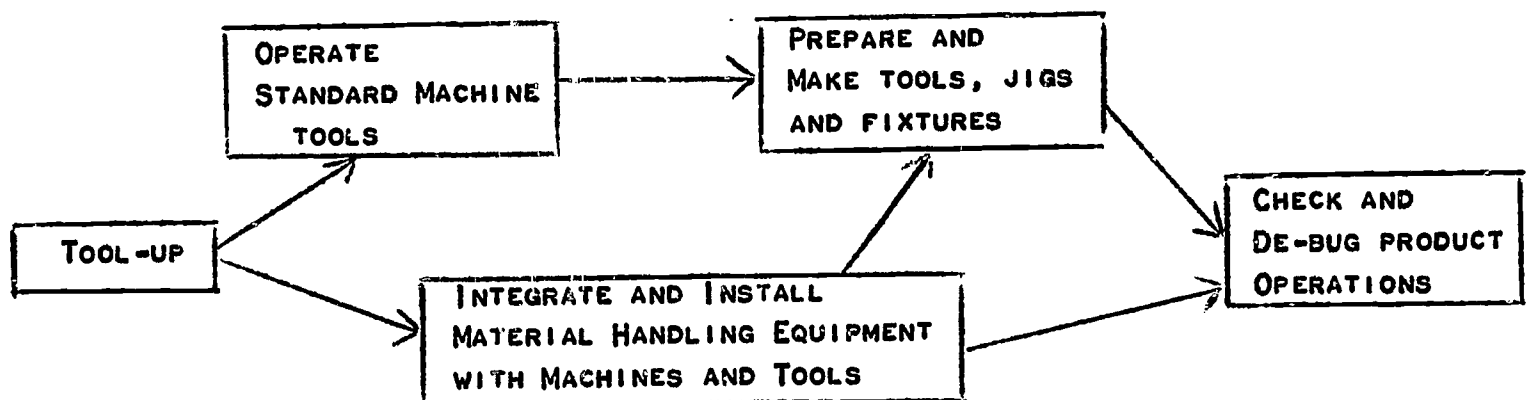 OPERATE
STANDARD MACHINE
TOOLS
PREPARE AND
MAKE TOOLS, JIGS
AND FIXTURES
TOOL-UP
INTEGRATE AND INSTALL
MATERIAL HANDLING EQUIPMENT
WITH MACHINES AND TOOLS
CHECK AND
DE-BUG PRODUCT
OPERATIONS